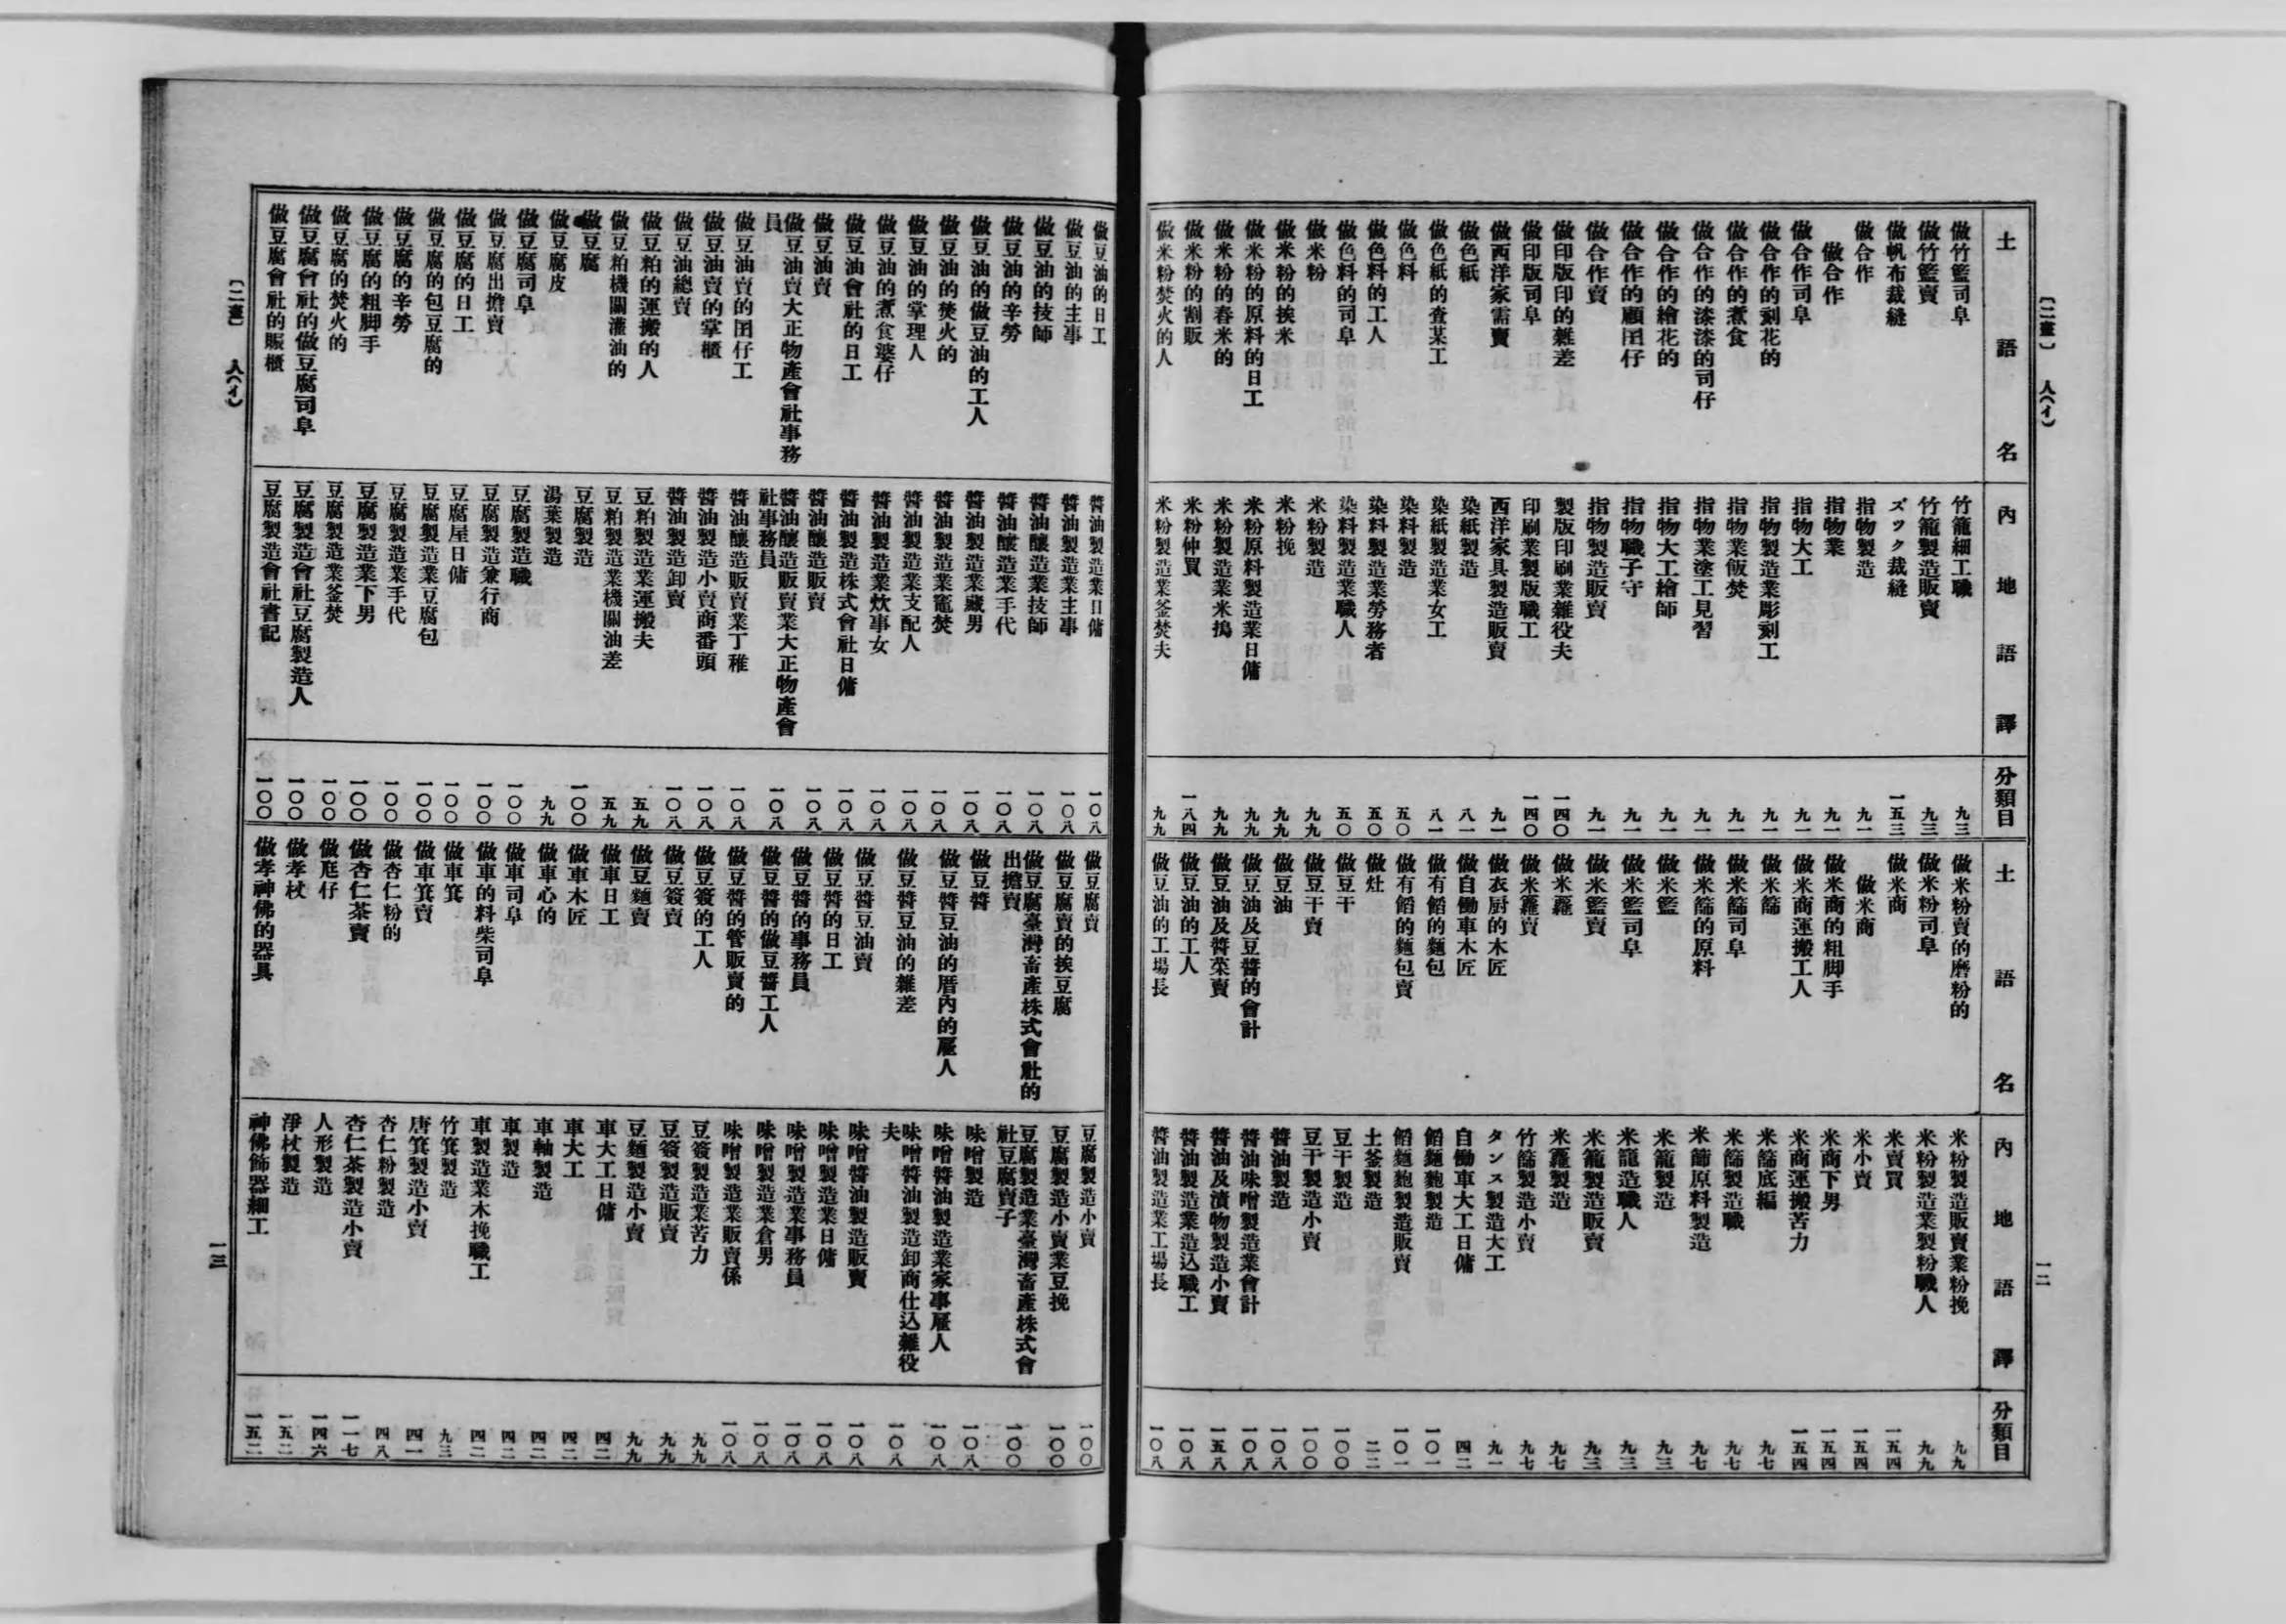 〔二畫〕 人(イ)
一二
土語名 內地語譯 分類目
做竹籃司阜 竹籠細工職 九三
做竹籃賣 竹籠製造販賣 九三
做帆布裁縫 ズック裁縫 一五三
做合作 指物製造 九一
做合作 指物業 九一
做合作司阜 指物大工 九一
做合作的刻花的 指物製造業彫刻工 九一
做合作的煮食 指物業飯焚 九一
做合作的漆漆的司仔 指物業塗工見習 九一
做合作的繪花的 指物大工繪師 九一
做合作的顧囝仔 指物職子守 九一
做合作賣 指物製造販賣 九一
做印版印的雜差 製版印刷業雜役夫 一四〇
做印版司阜 印刷業製版職工 一四〇
做西洋家需賣 西洋家具製造販賣 九一
做色紙 染紙製造 八一
做色紙的查某工 染紙製造業女工 八一
做色料 染料製造 五〇
做色料的工人 染料製造業勞務者 五〇
做色料的司阜 染料製造業職人 五〇
做米粉 米粉製造 九九
做米粉的挨米 米粉挽 九九
做米粉的原料的日工 米粉原料製造業日傭 九九
做米粉的舂米的 米粉製造業米搗 九九
做米粉的割販 米粉仲買 一八四
做米粉焚火的人 米粉製造業釜焚夫 九九
土語名 內地語譯 分類目
做米粉賣的磨粉的 米粉製造販賣業粉挽 九九
做米粉司阜 米粉製造業製粉職人 九九
做米商 米賣買 一五四
做米商 米小賣 一五四
做米商的粗脚手 米商下男 一五四
做米商運搬工人 米商運搬苦力 一五四
做米篩 米篩底編 九七
做米篩司阜 米篩製造職 九七
做米篩的原料 米篩原料製造 九七
做米籃 米籠製造 九三
做米籃司阜 米籠造職人 九三
做米籃賣 米籠製造販賣 九三
做米籮 米籮製造 九七
做米籮賣 竹篩製造小賣 九七
做衣厨的木匠 タンス製造大工 九一
做自働車木匠 自働車大工日傭 四二
做有餡的麵包 餡麵麭製造 一〇一
做有餡的麵包賣 餡麵麭製造販賣 一〇一
做灶 土釜製造 二二
做豆干 豆干製造 一〇〇
做豆干賣 豆干製造小賣 一〇〇
做豆油 醬油製造 一〇八
做豆油及豆醬的會計 醬油味噌製造業會計 一〇八
做豆油及醬菜賣 醬油及漬物製造小賣 一五八
做豆油的工人 醬油製造業造込職工 一〇八
做豆油的工場長 醬油製造業工場長 一〇八
做豆油的日工 醬油製造業日傭 一〇八
做豆油的主事 醬油製造業主事 一〇八
做豆油的技師 醬油釀造業技師 一〇八
做豆油的辛勞 醬油釀造業手代 一〇八
做豆油的做豆油的工人 醬油製造業藏男 一〇八
做豆油的焚火的 醬油製造業竈焚 一〇八
做豆油的掌理人 醬油製造業支配人 一〇八
做豆油的煮食婆仔 醬油製造業炊事女 一〇八
做豆油會社的日工 醬油製造株式會社日傭 一〇八
做豆油賣 醬油釀造販賣 一〇八
做豆油賣大正物產會社事務員 醬油釀造販賣業大正物產會社事務員 一〇八
做豆油賣的囝仔工 醬油釀造販賣業丁稚 一〇八
做豆油賣的掌櫃 醬油製造小賣商番頭 一〇八
做豆油總賣 醬油製造卸賣 一〇八
做豆粕的運搬的人 豆粕製造業運搬夫 五九
做豆粕機關灌油的 豆粕製造業機關油差 五九
做豆腐 豆腐製造 一〇〇
做豆腐皮 湯葉製造 九九
做豆腐司阜 豆腐製造職 一〇〇
做豆腐出擔賣 豆腐製造兼行商 一〇〇
做豆腐的日工 豆腐屋日傭 一〇〇
做豆腐的包豆腐的 豆腐製造業豆腐包 一〇〇
做豆腐的辛勞 豆腐製造業手代 一〇〇
做豆腐的粗脚手 豆腐製造業下男 一〇〇
做豆腐的焚火的 豆腐製造業釜焚 一〇〇
做豆腐會社的做豆腐司阜 豆腐製造會社豆腐製造人 一〇〇
做豆腐會社的賬櫃 豆腐製造會社書記 一〇〇
做豆腐賣 豆腐製造小賣 一〇〇
做豆腐賣的挨豆腐 豆腐製造小賣業豆挽 一〇〇
做豆腐臺灣畜產株式會社的出擔賣 豆腐製造業臺灣畜產株式會社豆腐賣子 一〇〇
做豆醬 味噌製造 一〇八
做豆醬豆油的厝內的雇人 味噌醬油製造業家事雇人 一〇八
做豆醬豆油的雜差 味噌醬油製造卸商仕込雜役夫 一〇八
做豆醬豆油賣 味噌醬油製造販賣 一〇八
做豆醬的日工 味噌製造業日傭 一〇八
做豆醬的事務員 味噌製造業事務員 一〇八
做豆醬的做豆醬工人 味噌製造業倉男 一〇八
做豆醬的管販賣的 味噌製造業販賣係 一〇八
做豆簽的工人 豆簽製造業苦力 九九
做豆簽賣 豆簽製造販賣 九九
做豆麵賣 豆麵製造小賣 九九
做車日工 車大工日傭 四二
做車木匠 車大工 四二
做車心的 車軸製造 四二
做車司阜 車製造 四二
做車的料柴司阜 車製造業木挽職工 四二
做車箕 竹箕製造 九三
做車箕賣 唐箕製造小賣 四一
做杏仁粉的 杏仁粉製造 四八
做杏仁茶賣 杏仁茶製造小賣 一一七
做尫仔 人形製造 一四六
做孝杖 淨杖製造 一五二
做孝神佛的器具 神佛飾器細工 一五二
〔二畫〕 人(イ)
一三